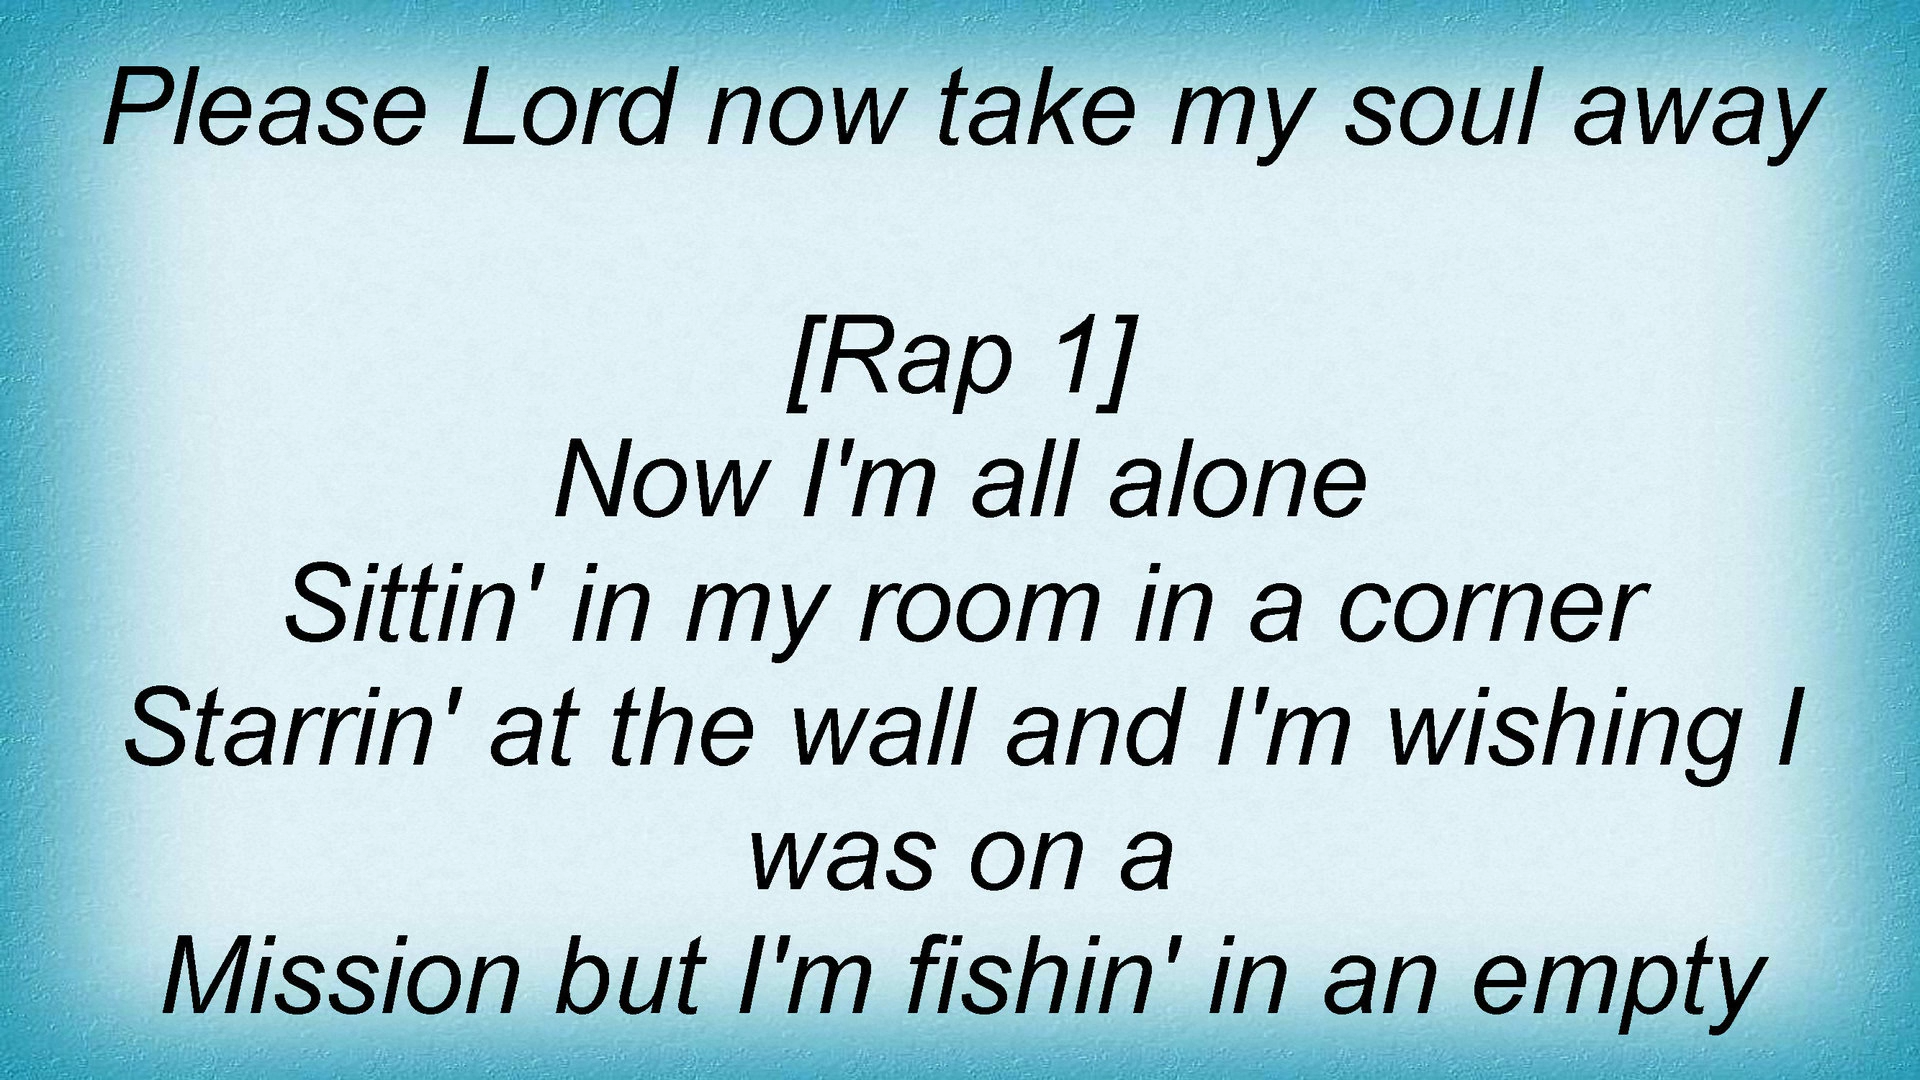 Please Lord now take my soul away
[Rap 1]
Now I'm all alone
Sittin' in my room in a corner
Starrin' at the wall and I'm wishing I
was on a
Mission but I'm fishin' in an empty